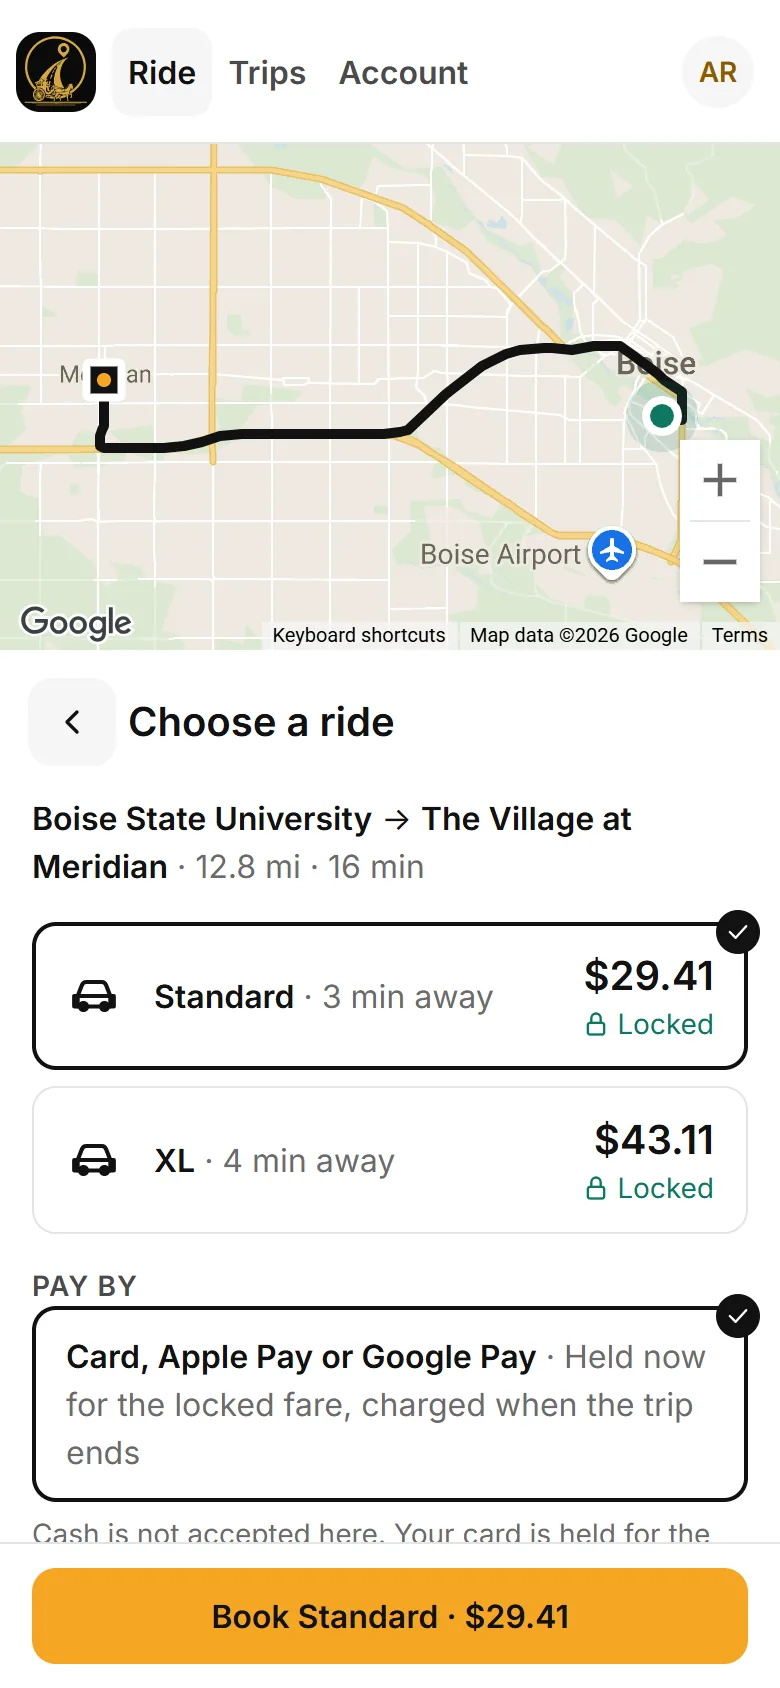 Ride Trips Account AR
Boise
Boise Airport
Google
Keyboard shortcuts Map data ©2026 Google Terms
Choose a ride
Boise State University → The Village at
Meridian · 12.8 mi · 16 min
Standard · 3 min away $29.41
Locked
XL · 4 min away $43.11
Locked
PAY BY
Card, Apple Pay or Google Pay · Held now
for the locked fare, charged when the trip
ends
Cash is not accepted here. Your card is held for the
Book Standard · $29.41